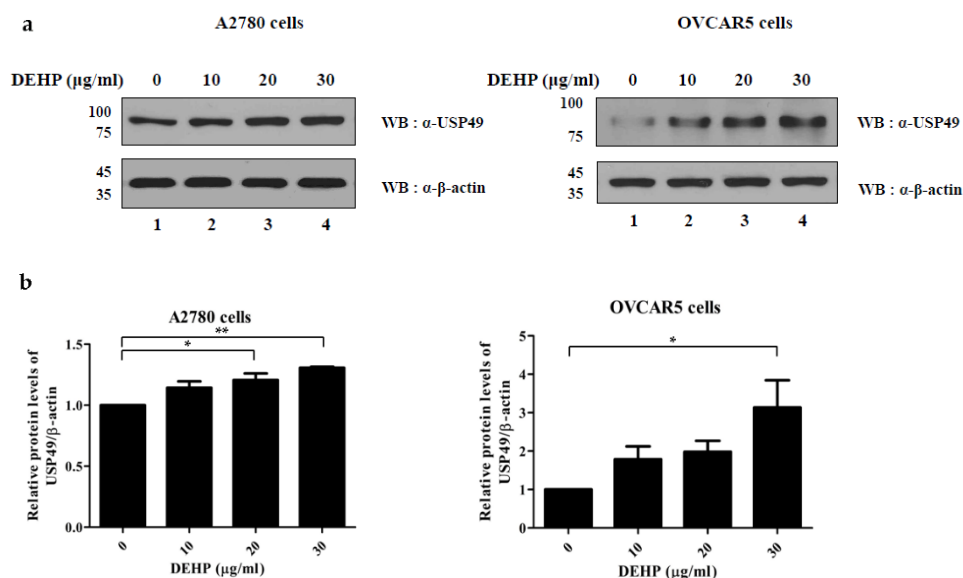 a
A2780 cells
DEHP (μg/ml) 0 10 20 30
100
75
WB : α-USP49
45
35
WB : α-β-actin
1 2 3 4
OVCAR5 cells
DEHP (μg/ml) 0 10 20 30
100
75
WB : α-USP49
45
35
WB : α-β-actin
1 2 3 4
b
A2780 cells
**
*
Relative protein levels of
USP49/β-actin
1.5
1.0
0.5
0.0
0 10 20 30
DEHP (μg/ml)
OVCAR5 cells
*
Relative protein levels of
USP49/β-actin
5
4
3
2
1
0
0 10 20 30
DEHP (μg/ml)